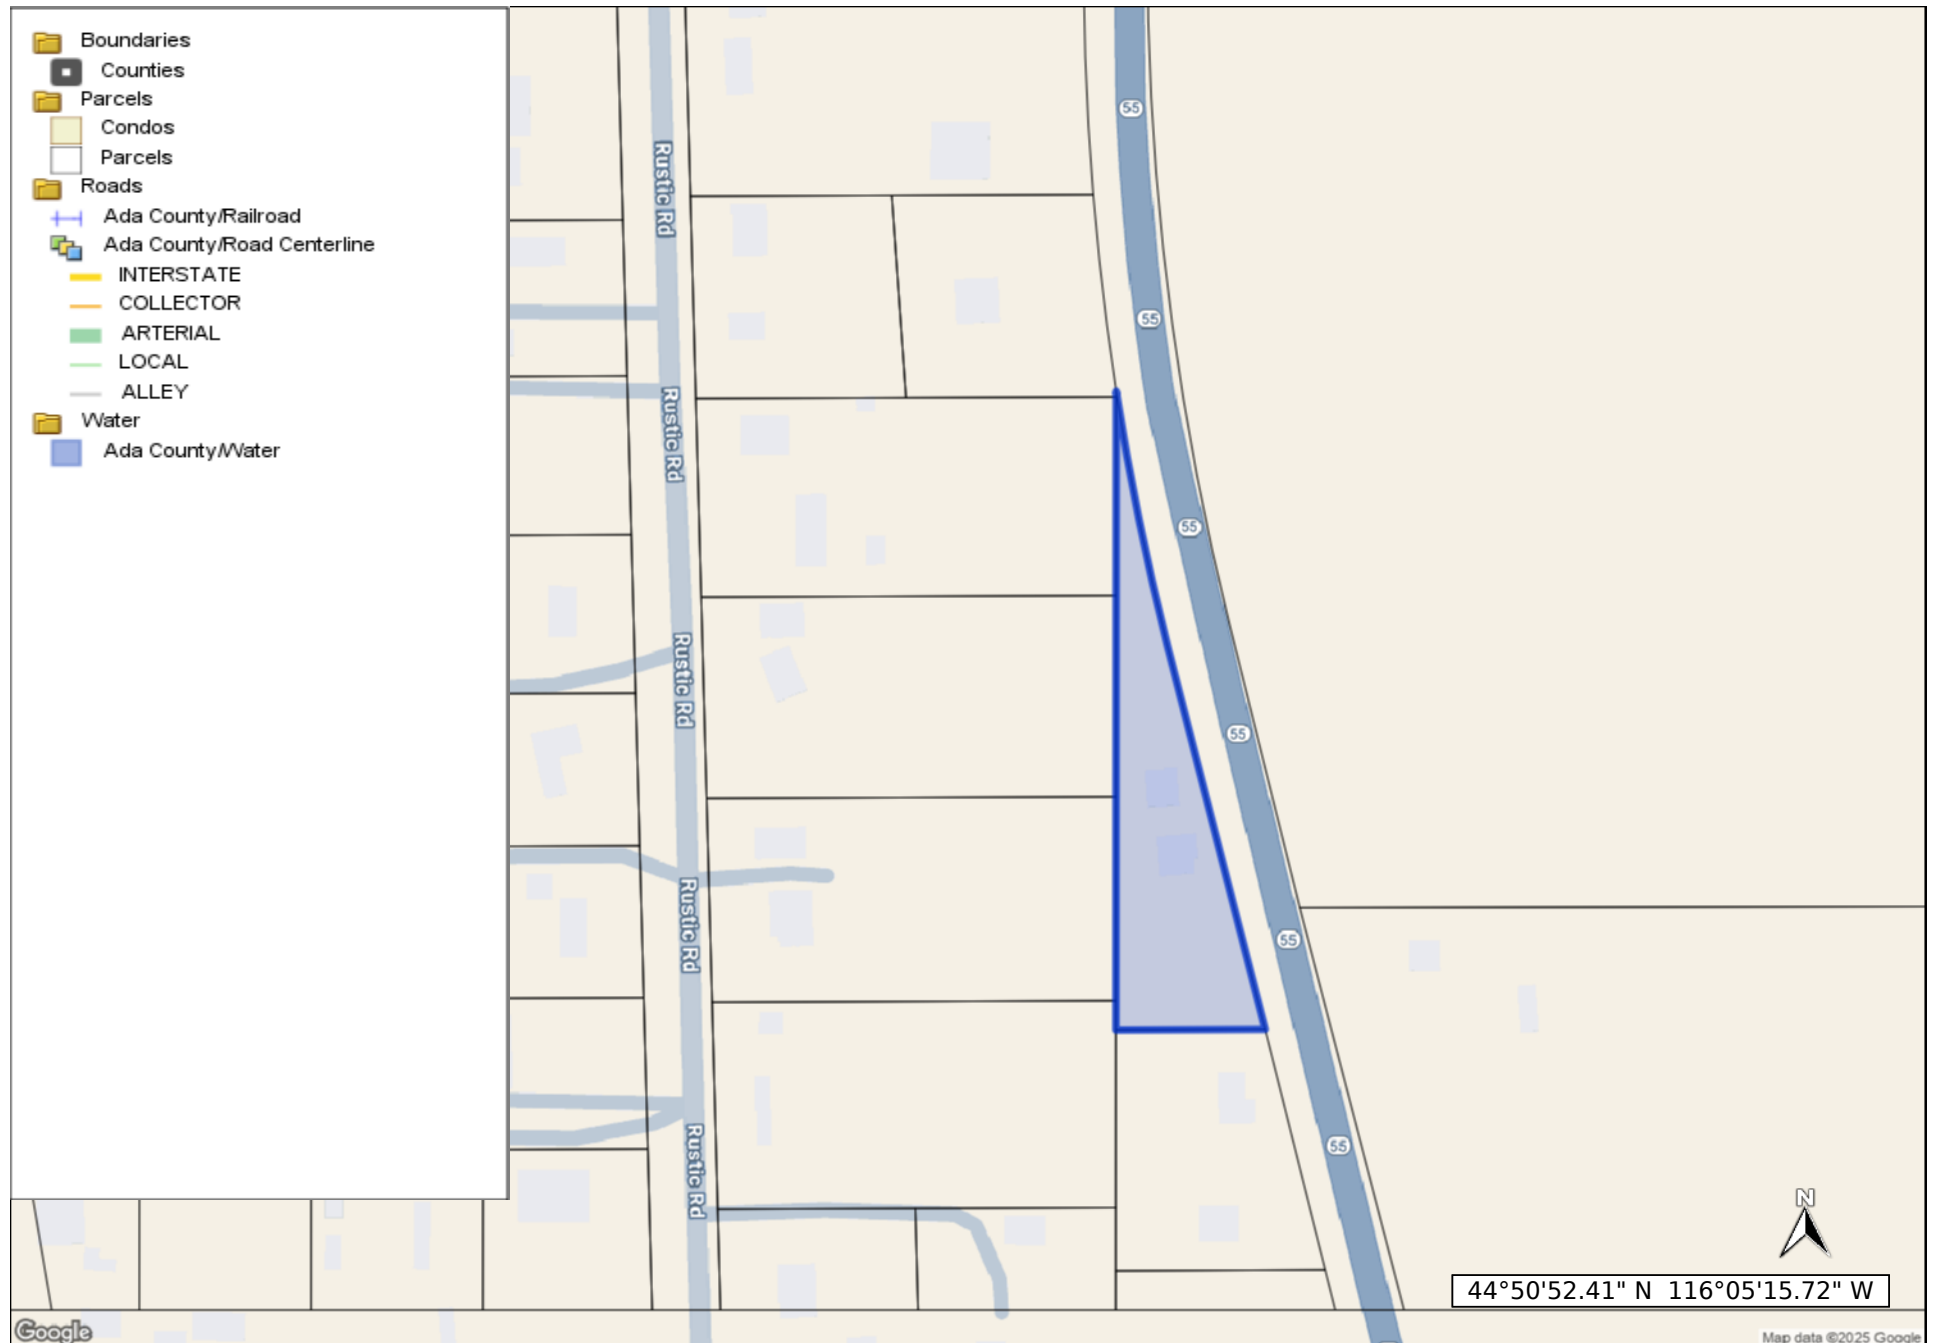 Boundaries
Counties
Parcels
Condos
Parcels
Roads
Ada County/Railroad
Ada County/Road Centerline
INTERSTATE
COLLECTOR
ARTERIAL
LOCAL
ALLEY
Water
Ada County/Water
Rustic Rd
Rustic Rd
Rustic Rd
Rustic Rd
Rustic Rd
55
55
55
55
55
55
N
44°50'52.41" N 116°05'15.72" W
Google
Map data ©2025 Google